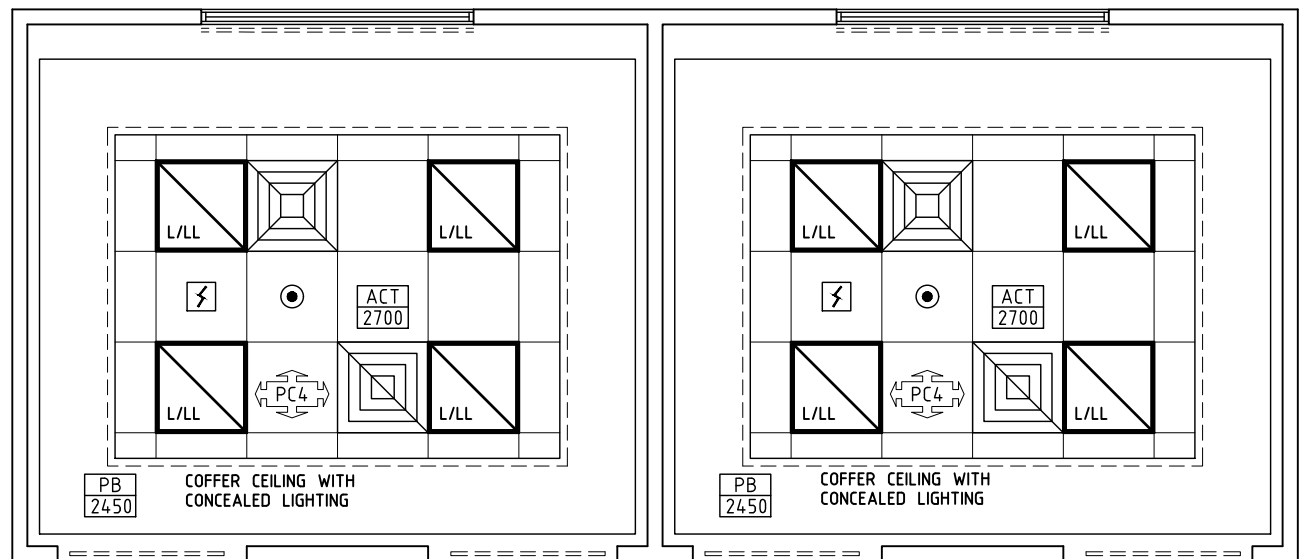 L/LL
L/LL
ACT
2700
L/LL
PC4
L/LL
PB
2450
COFFER CEILING WITH
CONCEALED LIGHTING
L/LL
L/LL
ACT
2700
L/LL
PC4
L/LL
PB
2450
COFFER CEILING WITH
CONCEALED LIGHTING